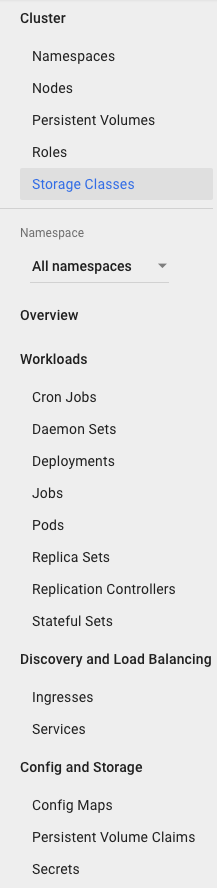 Cluster
Namespaces
Nodes
Persistent Volumes
Roles
Storage Classes
Namespace
All namespaces
Overview
Workloads
Cron Jobs
Daemon Sets
Deployments
Jobs
Pods
Replica Sets
Replication Controllers
Stateful Sets
Discovery and Load Balancing
Ingresses
Services
Config and Storage
Config Maps
Persistent Volume Claims
Secrets